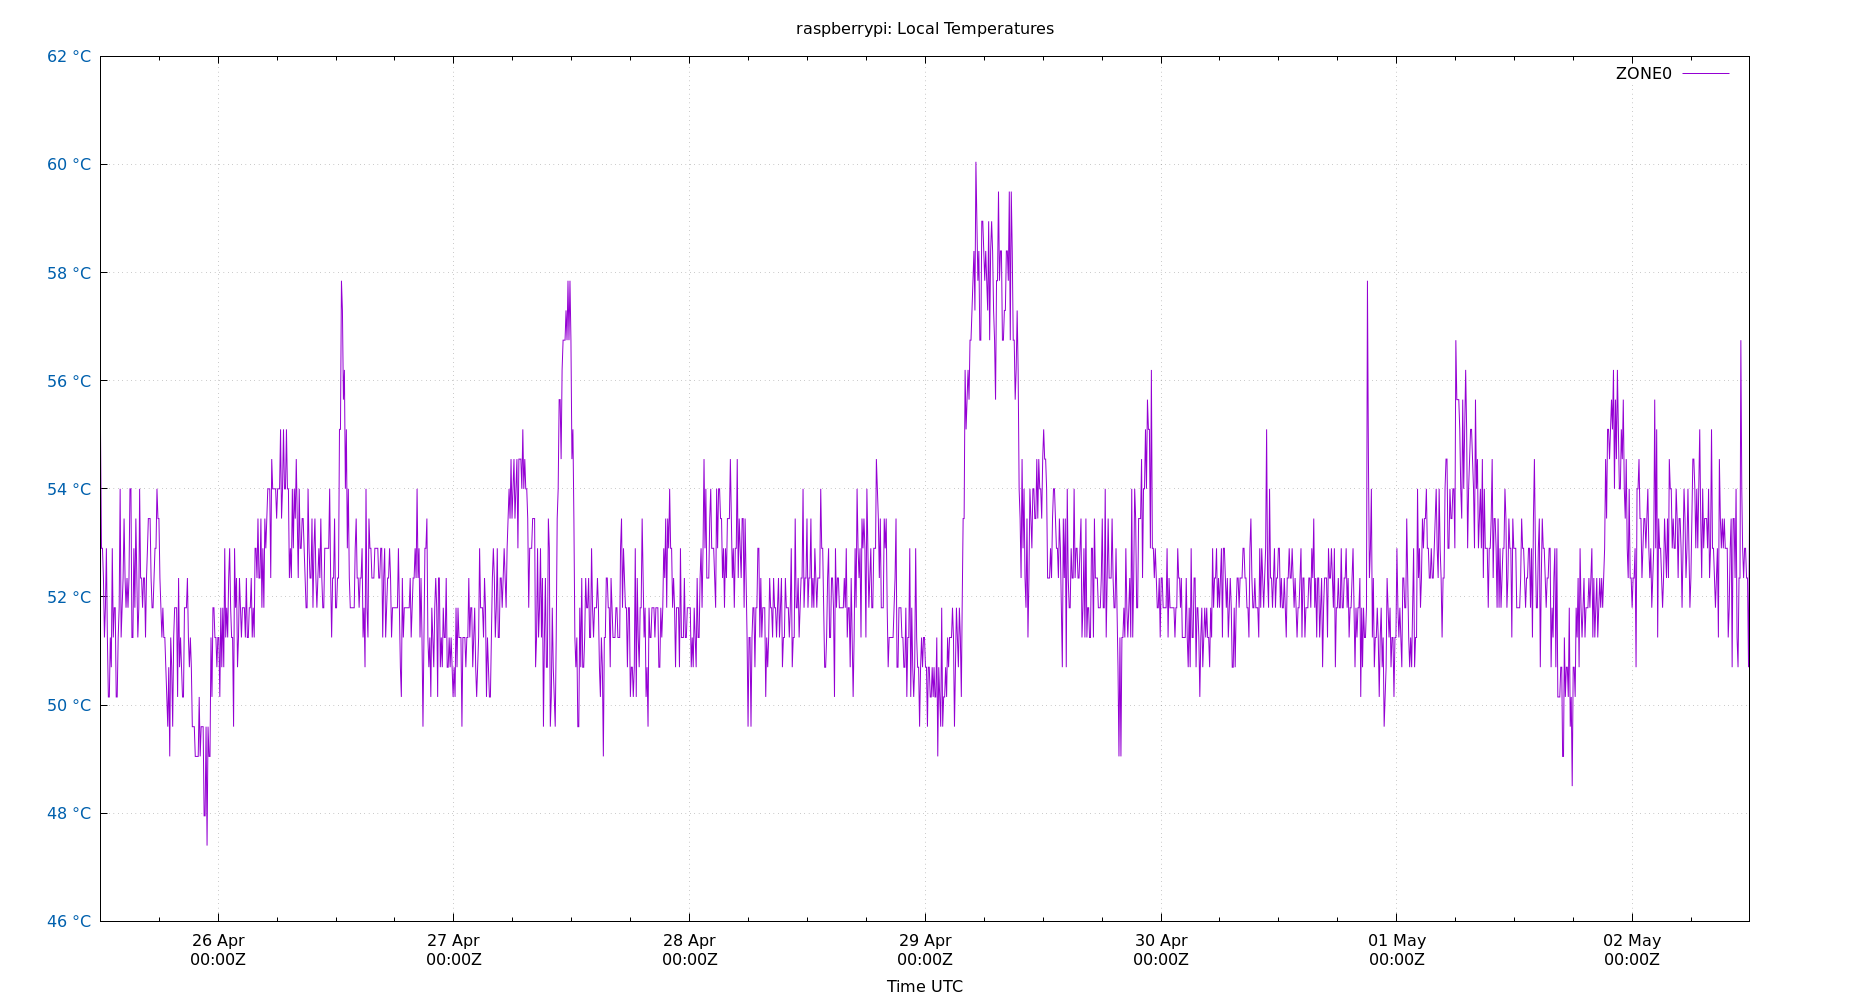 raspberrypi: Local Temperatures
62 °C
ZONE0
60 °C
58 °C
56 °C
54 °C
52 °C
50 °C
48 °C
46 °C
26 Apr 27 Apr 28 Apr 29 Apr 30 Apr 01 May 02 May
00:00Z 00:00Z 00:00Z 00:00Z 00:00Z 00:00Z 00:00Z
Time UTC